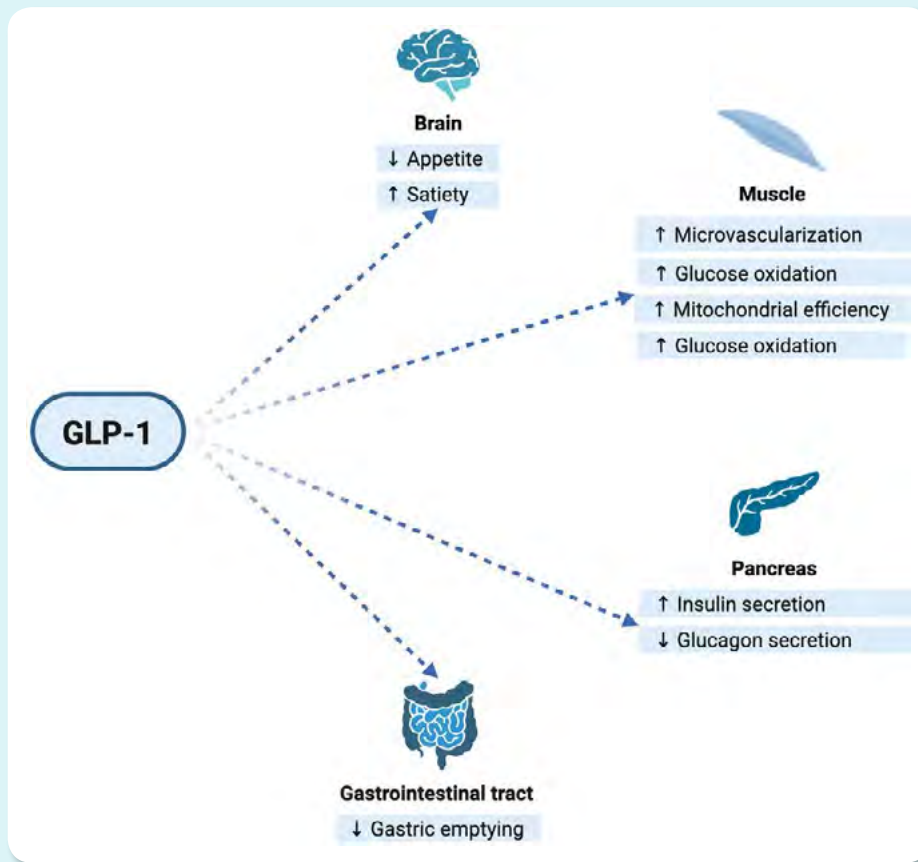 Brain
↓ Appetite
↑ Satiety
Muscle
↑ Microvascularization
↑ Glucose oxidation
↑ Mitochondrial efficiency
↑ Glucose oxidation
GLP-1
Pancreas
↑ Insulin secretion
↓ Glucagon secretion
Gastrointestinal tract
↓ Gastric emptying